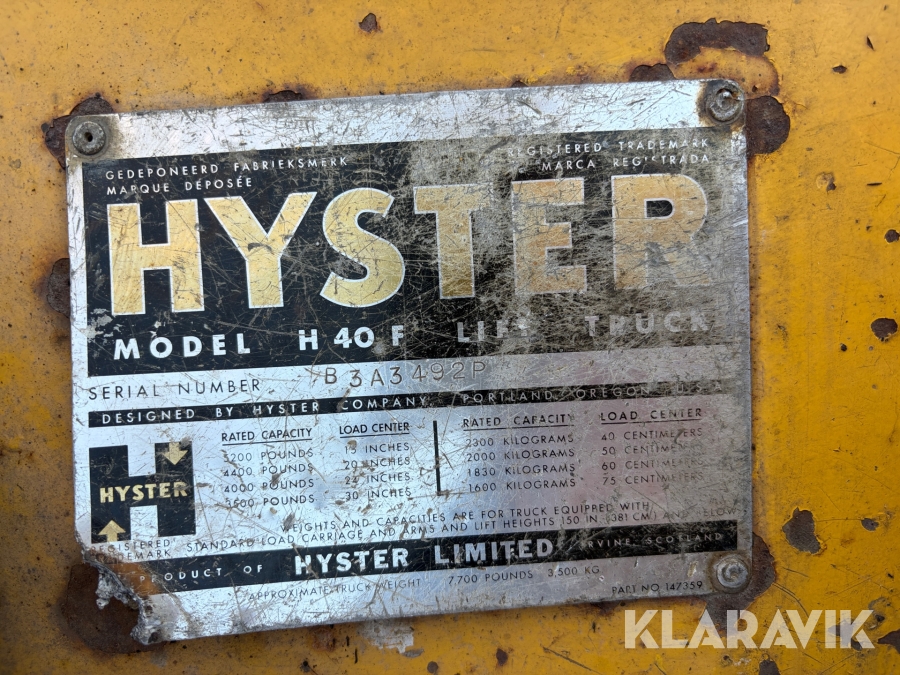 GEDEPONEERD FABRIEKSMERK
MARQUE DEPOSÉE
REGISTERED TRADEMARK
MARCA REGISTRADA
HYSTER
MODEL H 40 F LIFT TRUCK
SERIAL NUMBER B3A3492P
DESIGNED BY HYSTER COMPANY, PORTLAND, OREGON U.S.A.
RATED CAPACITY LOAD CENTER
5200 POUNDS 15 INCHES
4400 POUNDS 20 INCHES
4000 POUNDS 24 INCHES
3500 POUNDS 30 INCHES
RATED CAPACITY LOAD CENTER
2300 KILOGRAMS 40 CENTIMETERS
2000 KILOGRAMS 50 CENTIMETERS
1830 KILOGRAMS 60 CENTIMETERS
1600 KILOGRAMS 75 CENTIMETERS
HYSTER
REGISTERED
WEIGHTS AND CAPACITIES ARE FOR TRUCK EQUIPPED WITH
STANDARD LOAD CARRIAGE AND ARMS AND LIFT HEIGHTS 150 IN (381 CM) AND BELOW
PRODUCT OF HYSTER LIMITED IRVINE, SCOTLAND
APPROXIMATE TRUCK WEIGHT 7,700 POUNDS 3,500 KG
PART NO 147359
KLARAVIK